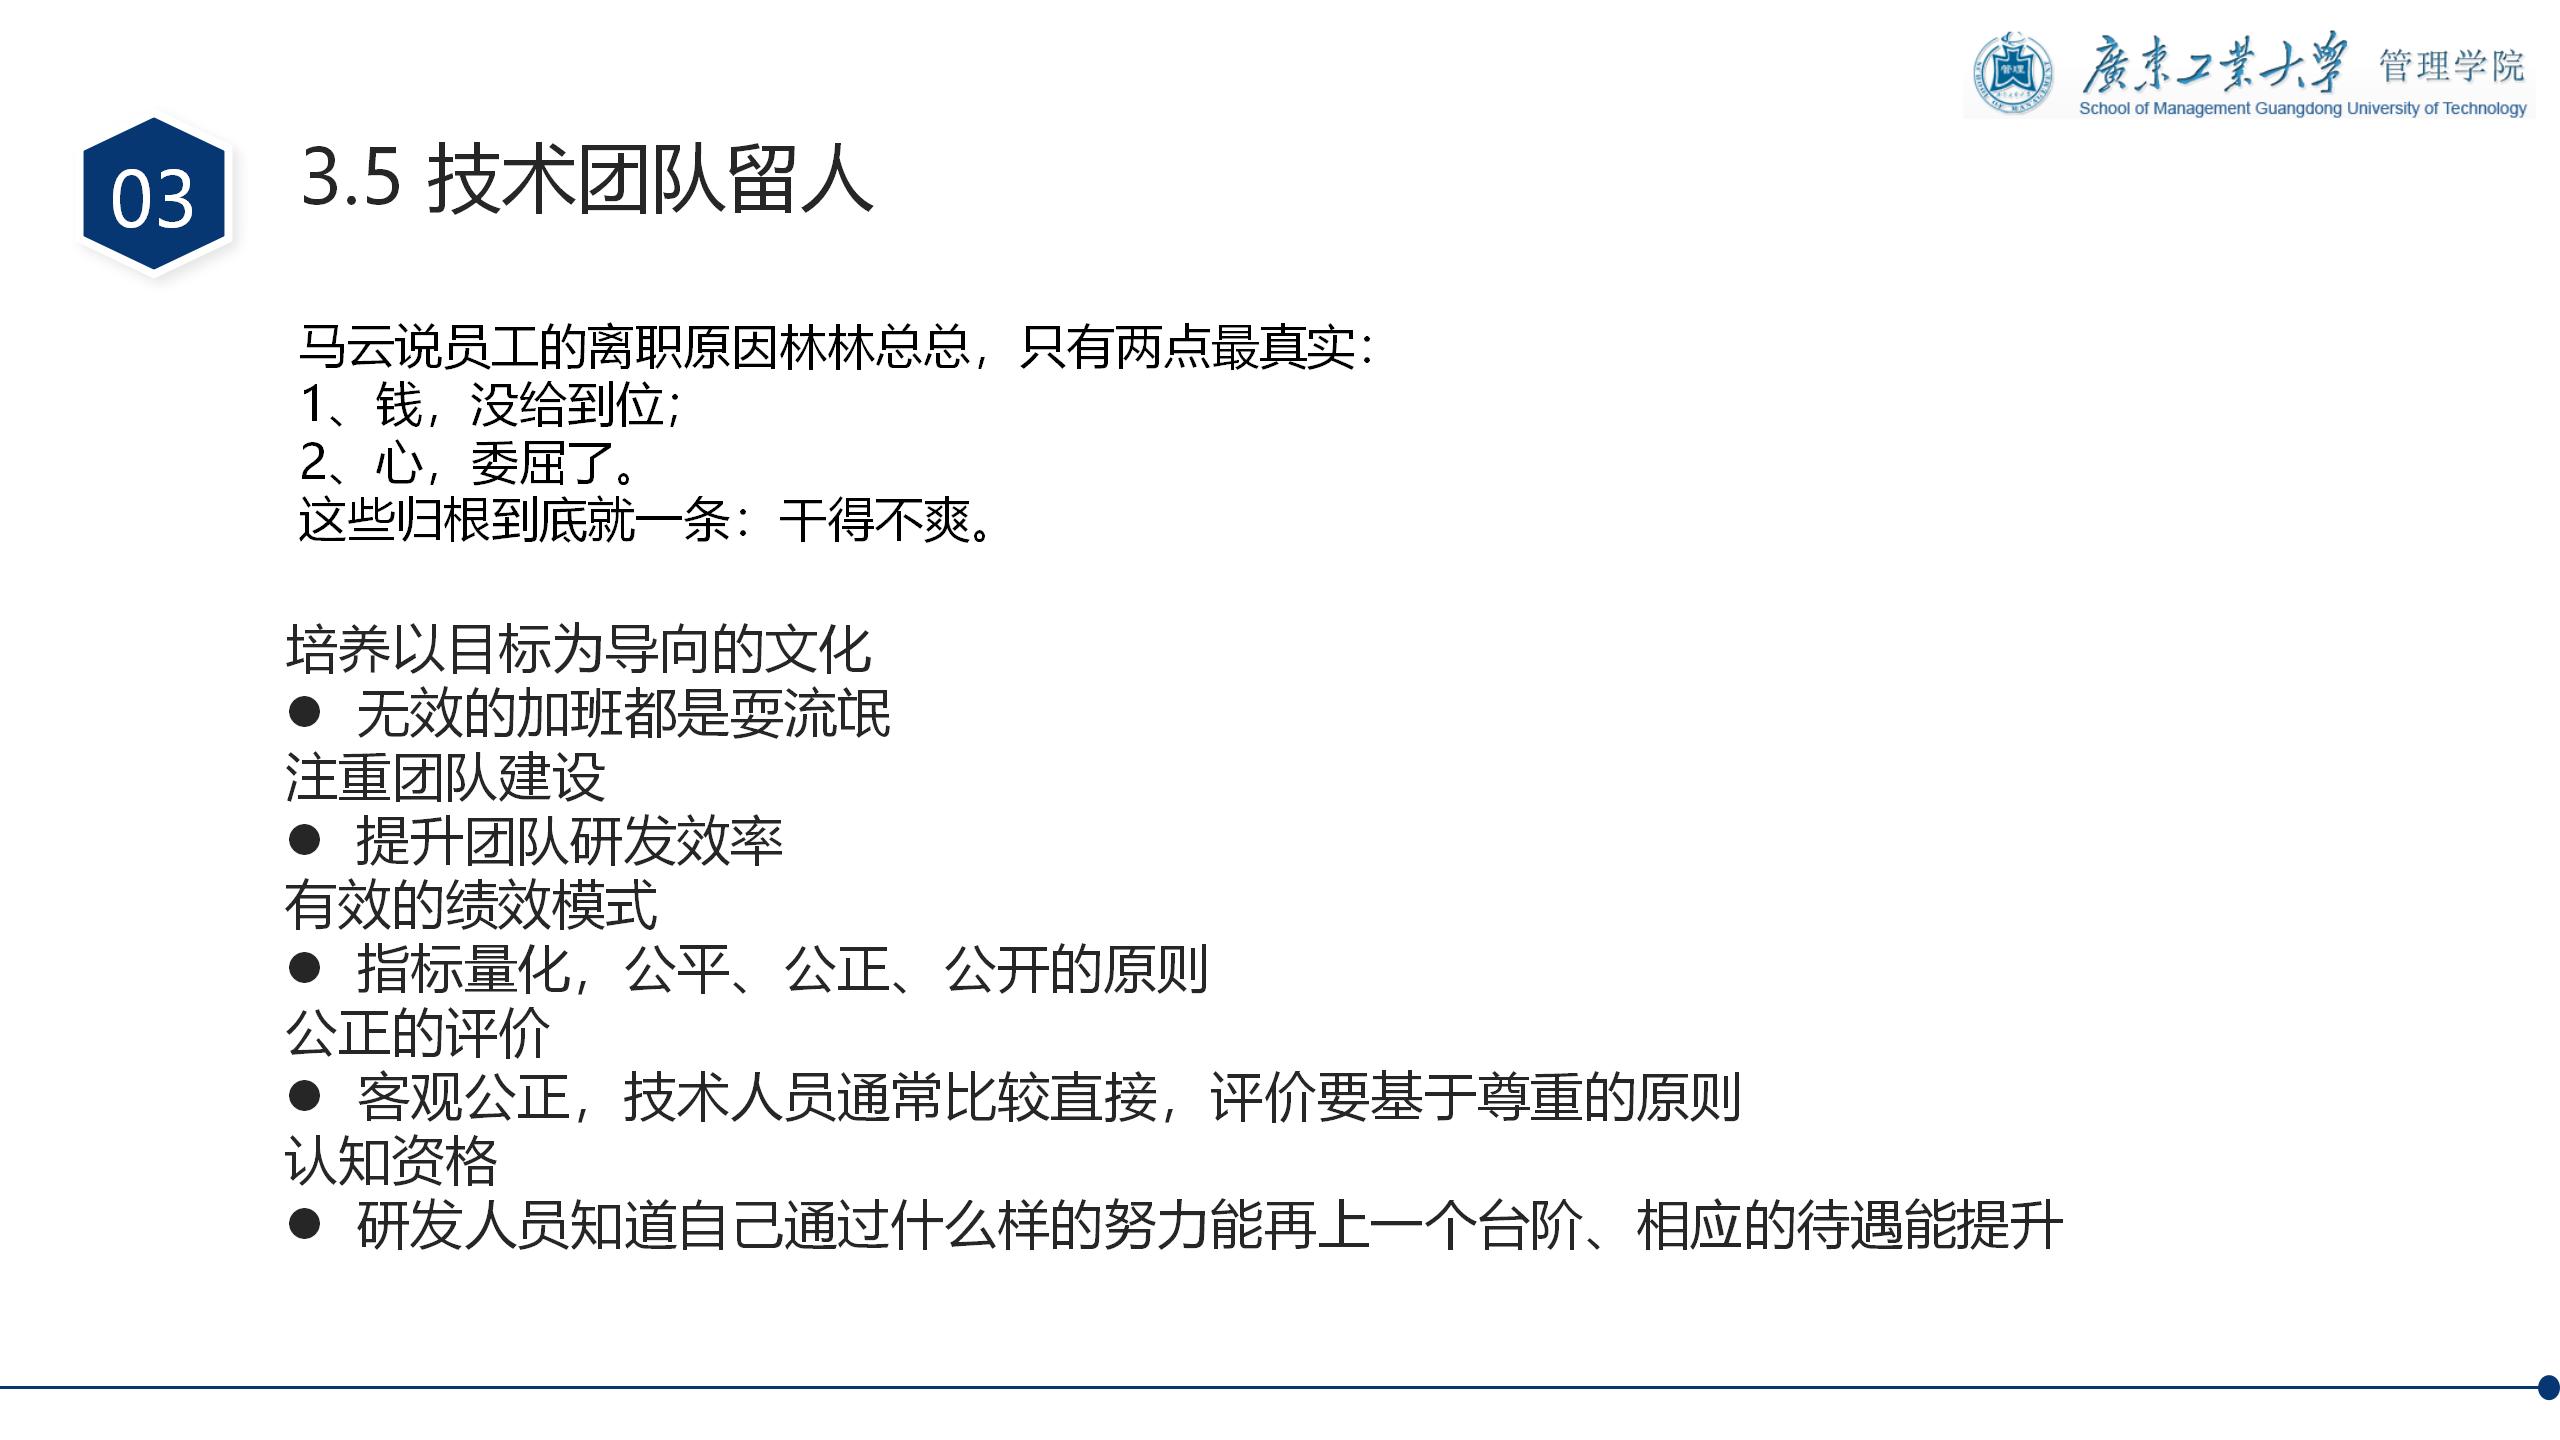 廣東工業大學 管理学院
School of Management Guangdong University of Technology
管理
03
3.5 技术团队留人
马云说员工的离职原因林林总总，只有两点最真实：
1、钱，没给到位；
2、心，委屈了。
这些归根到底就一条：干得不爽。
培养以目标为导向的文化
● 无效的加班都是耍流氓
注重团队建设
● 提升团队研发效率
有效的绩效模式
● 指标量化，公平、公正、公开的原则
公正的评价
● 客观公正，技术人员通常比较直接，评价要基于尊重的原则
认知资格
● 研发人员知道自己通过什么样的努力能再上一个台阶、相应的待遇能提升